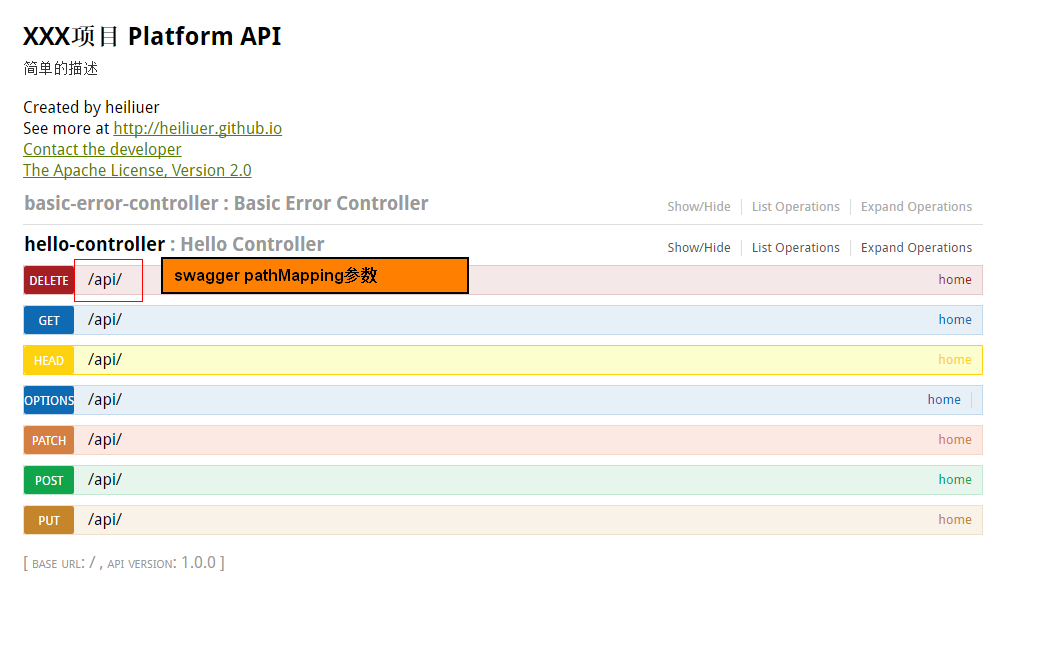 XXX项目 Platform API
简单的描述
Created by heiliuer
See more at http://heiliuer.github.io
Contact the developer
The Apache License, Version 2.0
basic-error-controller : Basic Error Controller Show/Hide List Operations Expand Operations
hello-controller : Hello Controller Show/Hide List Operations Expand Operations
DELETE /api/ swagger pathMapping参数 home
GET /api/ home
HEAD /api/ home
OPTIONS /api/ home
PATCH /api/ home
POST /api/ home
PUT /api/ home
[ BASE URL: / , API VERSION: 1.0.0 ]